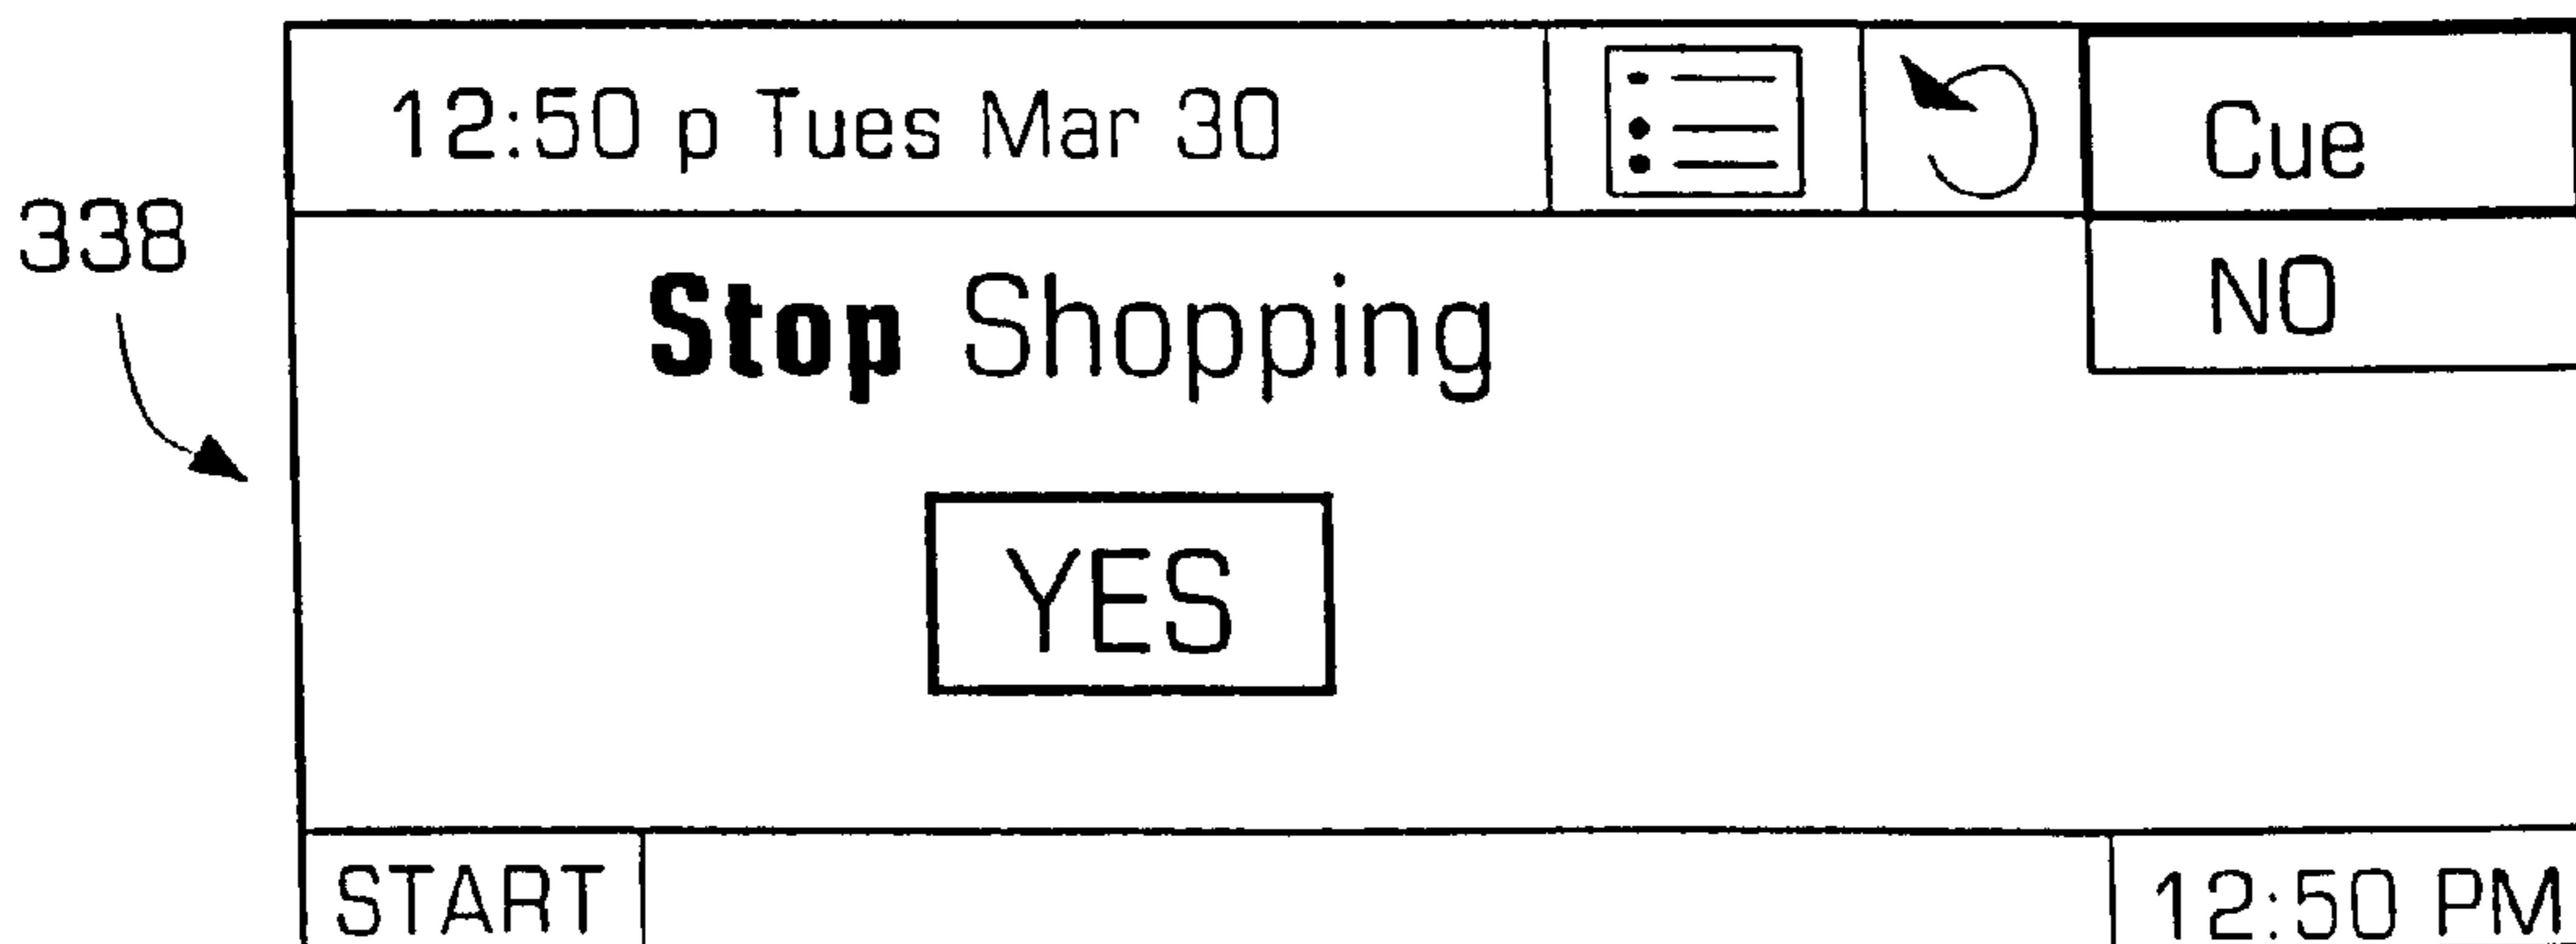 12:50 p Tues Mar 30
Cue
338
NO
Stop Shopping
YES
START
12:50 PM